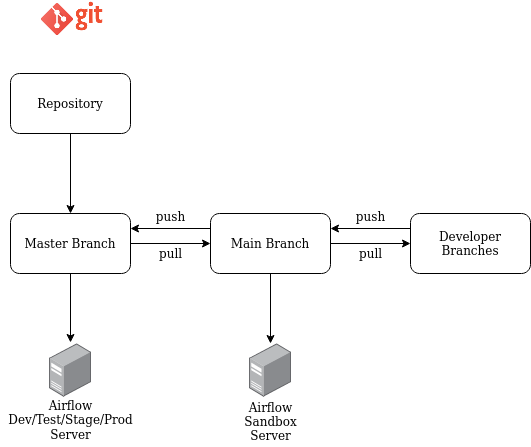 git
Repository
push
push
Master Branch
Main Branch
Developer
Branches
pull
pull
Airflow
Dev/Test/Stage/Prod
Server
Airflow
Sandbox
Server